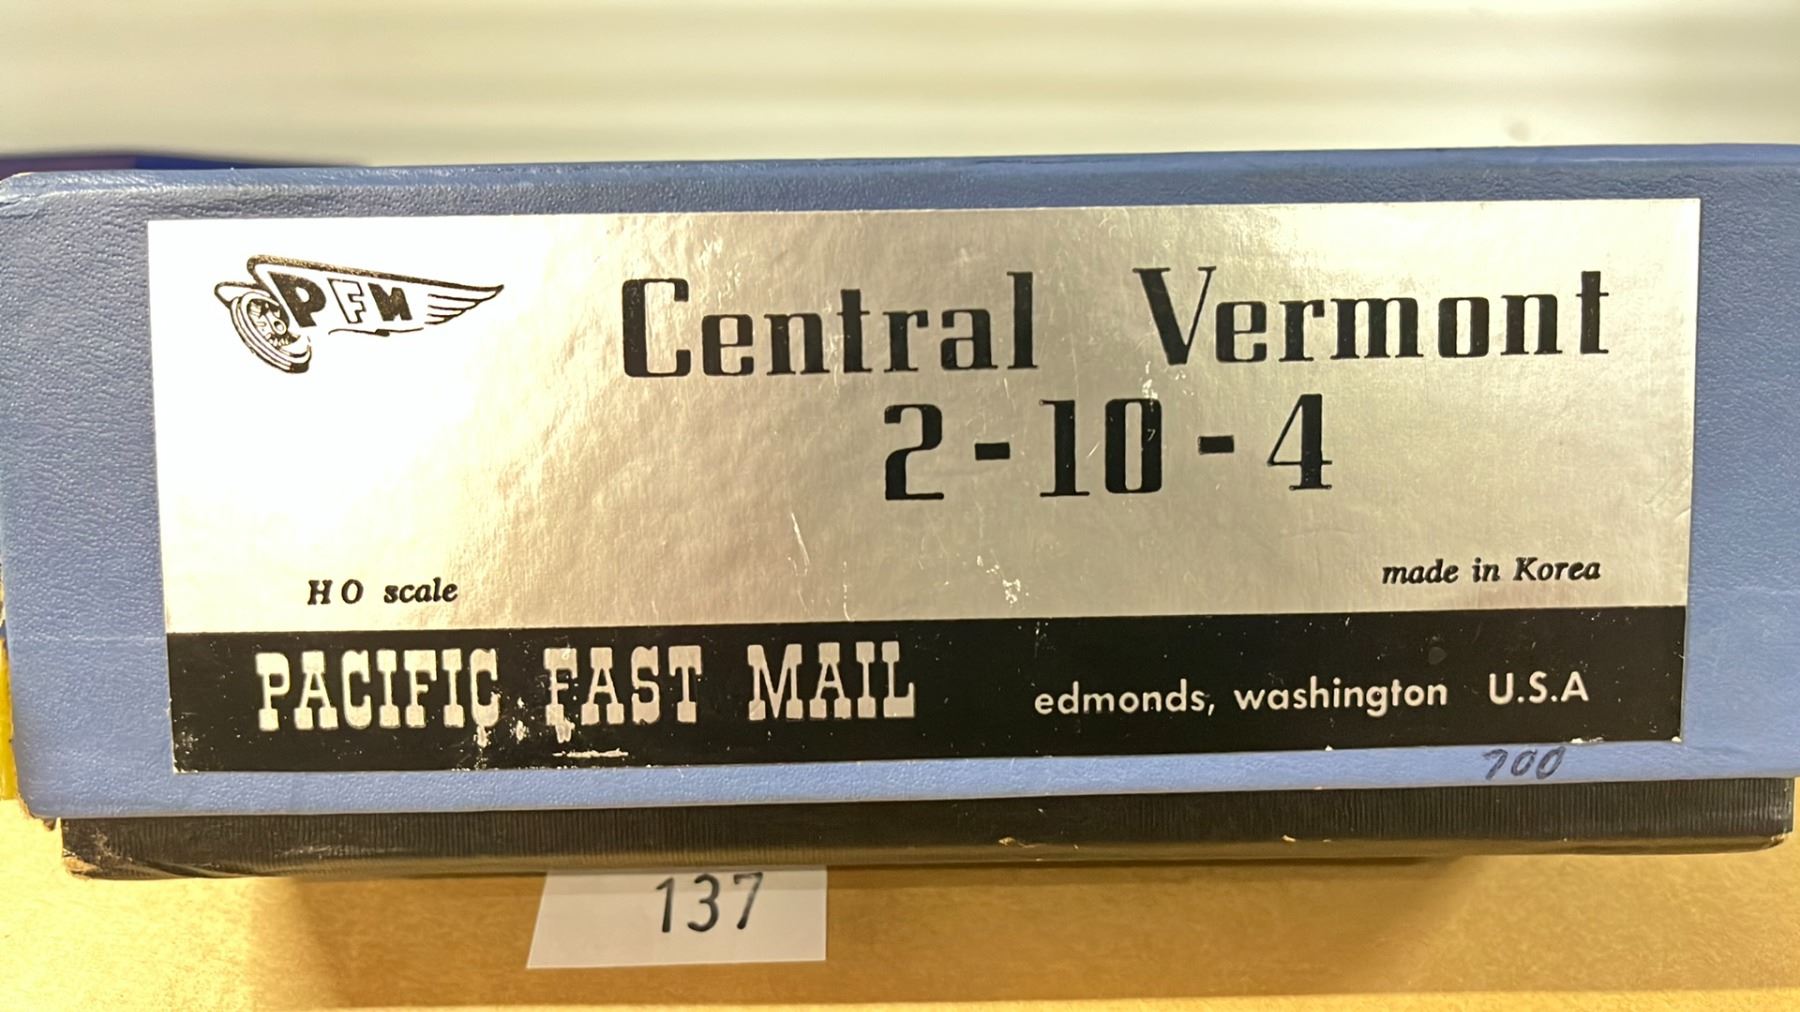 PFM
Central Vermont
2-10-4
HO scale
made in Korea
PACIFIC FAST MAIL
edmonds, washington U.S.A
700
137